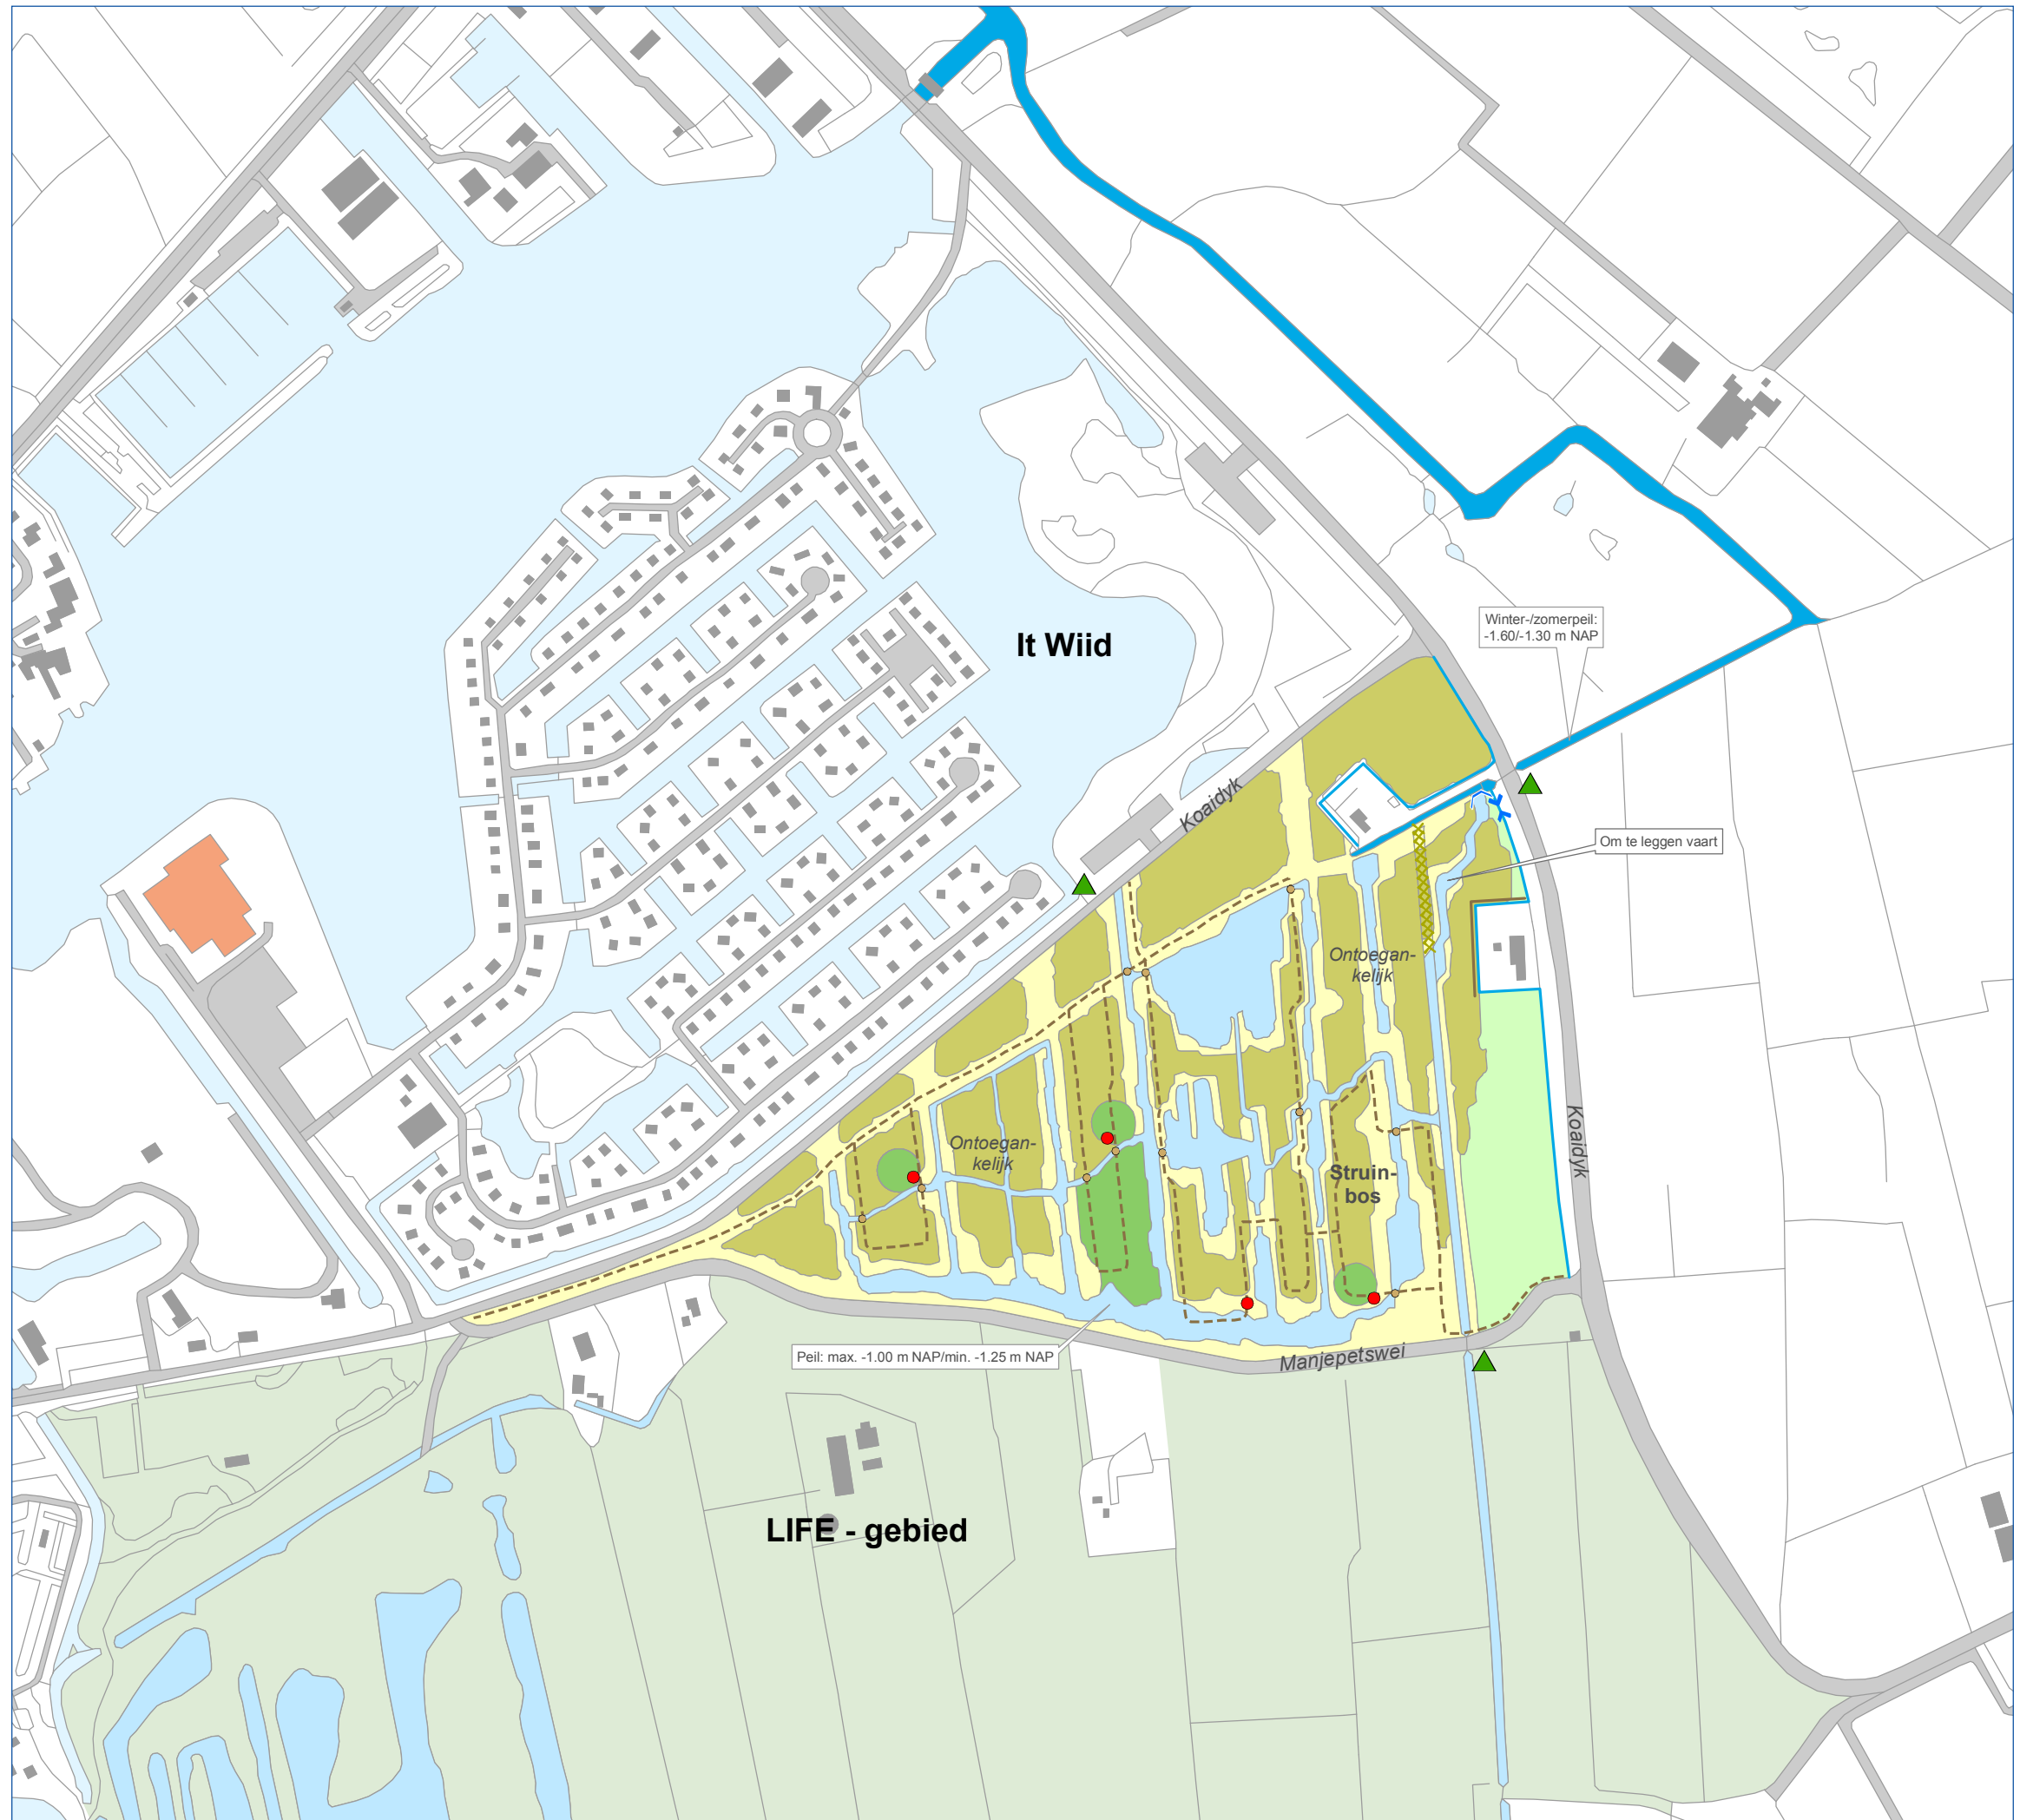 It Wiid
Winter-/zomerpeil:
-1.60/-1.30 m NAP
Koaidyk
Om te leggen vaart
Ontoegan-
kelijk
Ontoegan-
kelijk
Koaidyk
Struin-
bos
Peil: max. -1.00 m NAP/min. -1.25 m NAP
Manjepetswei
LIFE - gebied